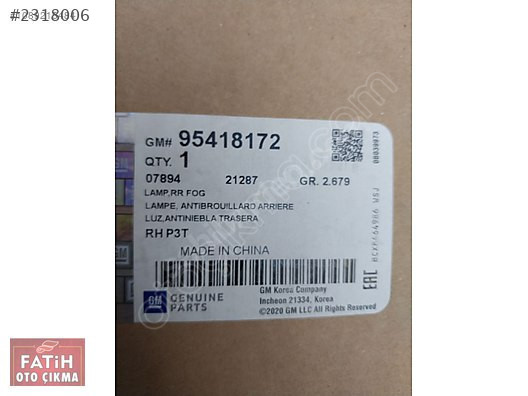 #2318006
GM# 95418172
QTY. 1
07894 21287 GR. 2.679
LAMP,RR FOG
LAMPE, ANTIBROUILLARD ARRIERE
LUZ,ANTINIEBLA TRASERA
RH P3T
MADE IN CHINA
GM
GENUINE
PARTS
GM Korea Company
Incheon 21334, Korea
©2020 GM LLC All Rights Reserved
EAC
08839073
FATİH
OTO ÇIKMA